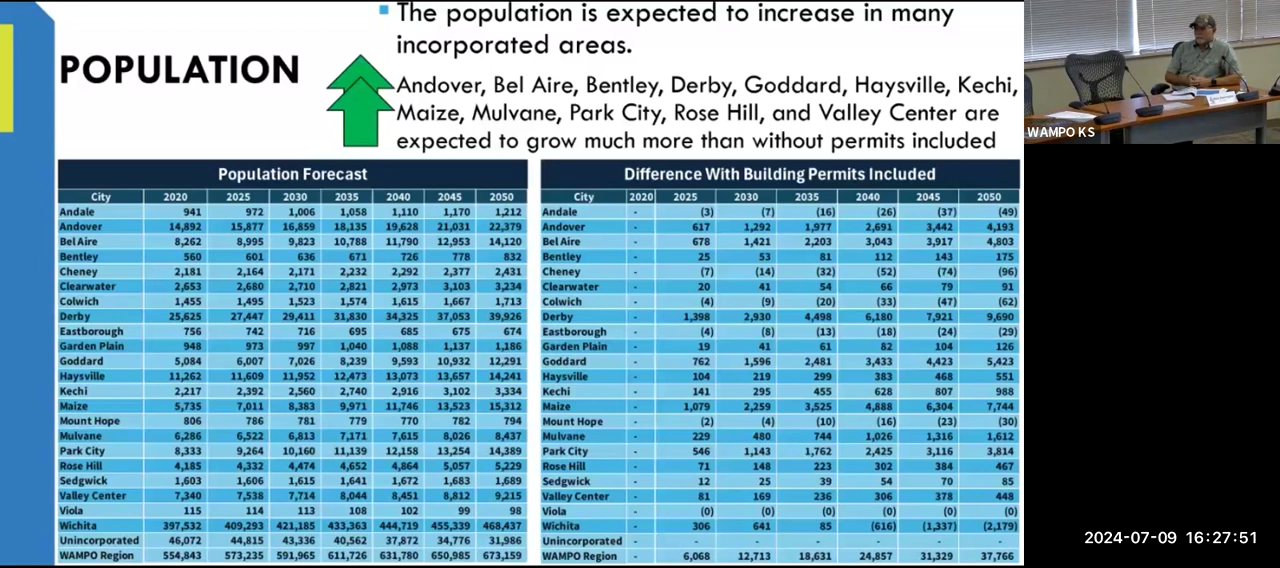 ▪ The population is expected to increase in many
incorporated areas.
POPULATION
Andover, Bel Aire, Bentley, Derby, Goddard, Haysville, Kechi,
Maize, Mulvane, Park City, Rose Hill, and Valley Center are
expected to grow much more than without permits included
WAMPO KS
Population Forecast
City 2020 2025 2030 2035 2040 2045 2050
Andale 941 972 1,006 1,058 1,110 1,170 1,212
Andover 14,892 15,877 16,859 18,135 19,628 21,031 22,379
Bel Aire 8,262 8,995 9,823 10,788 11,790 12,953 14,120
Bentley 560 601 636 671 726 778 832
Cheney 2,181 2,164 2,171 2,232 2,292 2,377 2,431
Clearwater 2,653 2,680 2,710 2,821 2,973 3,103 3,234
Colwich 1,455 1,495 1,523 1,574 1,615 1,667 1,713
Derby 25,625 27,447 29,411 31,830 34,325 37,053 39,926
Eastborough 756 742 716 695 685 675 674
Garden Plain 948 973 997 1,040 1,088 1,137 1,186
Goddard 5,084 6,007 7,026 8,239 9,593 10,932 12,291
Haysville 11,262 11,609 11,952 12,473 13,073 13,657 14,241
Kechi 2,217 2,392 2,560 2,740 2,916 3,102 3,334
Maize 5,735 7,011 8,383 9,971 11,746 13,523 15,312
Mount Hope 806 786 781 779 770 782 794
Mulvane 6,286 6,522 6,813 7,171 7,615 8,026 8,437
Park City 8,333 9,264 10,160 11,139 12,158 13,254 14,389
Rose Hill 4,185 4,332 4,474 4,652 4,864 5,057 5,229
Sedgwick 1,603 1,606 1,615 1,641 1,672 1,683 1,689
Valley Center 7,340 7,538 7,714 8,044 8,451 8,812 9,215
Viola 115 114 113 108 102 99 98
Wichita 397,532 409,293 421,185 433,363 444,719 455,339 468,437
Unincorporated 46,072 44,815 43,336 40,562 37,872 34,776 31,986
WAMPO Region 554,843 573,235 591,965 611,726 631,780 650,985 673,159
Difference With Building Permits Included
City 2020 2025 2030 2035 2040 2045 2050
Andale - (3) (7) (16) (26) (37) (49)
Andover - 617 1,292 1,977 2,691 3,442 4,193
Bel Aire - 678 1,421 2,203 3,043 3,917 4,803
Bentley - 25 53 81 112 143 175
Cheney - (7) (14) (32) (52) (74) (96)
Clearwater - 20 41 54 66 79 91
Colwich - (4) (9) (20) (33) (47) (62)
Derby - 1,398 2,930 4,498 6,180 7,921 9,690
Eastborough - (4) (8) (13) (18) (24) (29)
Garden Plain - 19 41 61 82 104 126
Goddard - 762 1,596 2,481 3,433 4,423 5,423
Haysville - 104 219 299 383 468 551
Kechi - 141 295 455 628 807 988
Maize - 1,079 2,259 3,525 4,888 6,304 7,744
Mount Hope - (2) (4) (10) (16) (23) (30)
Mulvane - 229 480 744 1,026 1,316 1,612
Park City - 546 1,143 1,762 2,425 3,116 3,814
Rose Hill - 71 148 223 302 384 467
Sedgwick - 12 25 39 54 70 85
Valley Center - 81 169 236 306 378 448
Viola - (0) (0) (0) (0) (0) (0)
Wichita - 306 641 85 (616) (1,337) (2,179)
Unincorporated - - - - - - -
WAMPO Region 6,068 12,713 18,631 24,857 31,329 37,766
2024-07-09 16:27:51